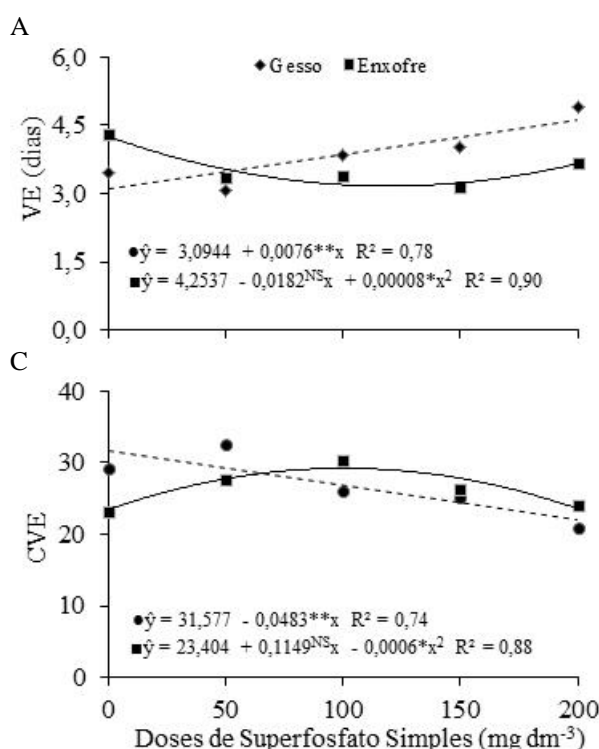 A
6,0
Gesso Enxofre
4,5
VE (dias)
3,0
ŷ = 3,0944 + 0,0076**x R² = 0,78
1,5
ŷ = 4,2537 - 0,0182ᴺˢx + 0,00008*x² R² = 0,90
0,0
C
40
30
CVE
20
10
ŷ = 31,577 - 0,0483**x R² = 0,74
ŷ = 23,404 + 0,1149ᴺˢx - 0,0006*x² R² = 0,88
0
0 50 100 150 200
Doses de Superfosfato Simples (mg dm⁻³)